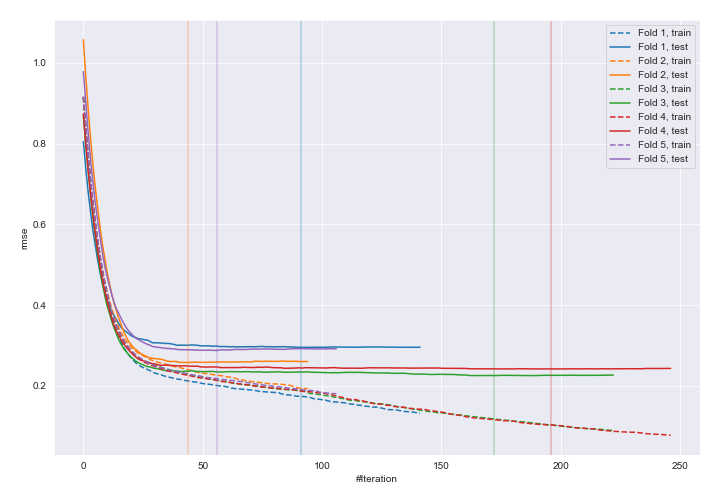 Fold 1, train
Fold 1, test
Fold 2, train
Fold 2, test
Fold 3, train
Fold 3, test
Fold 4, train
Fold 4, test
Fold 5, train
Fold 5, test
1.0
0.8
0.6
0.4
0.2
rmse
0 50 100 150 200 250
#Iteration